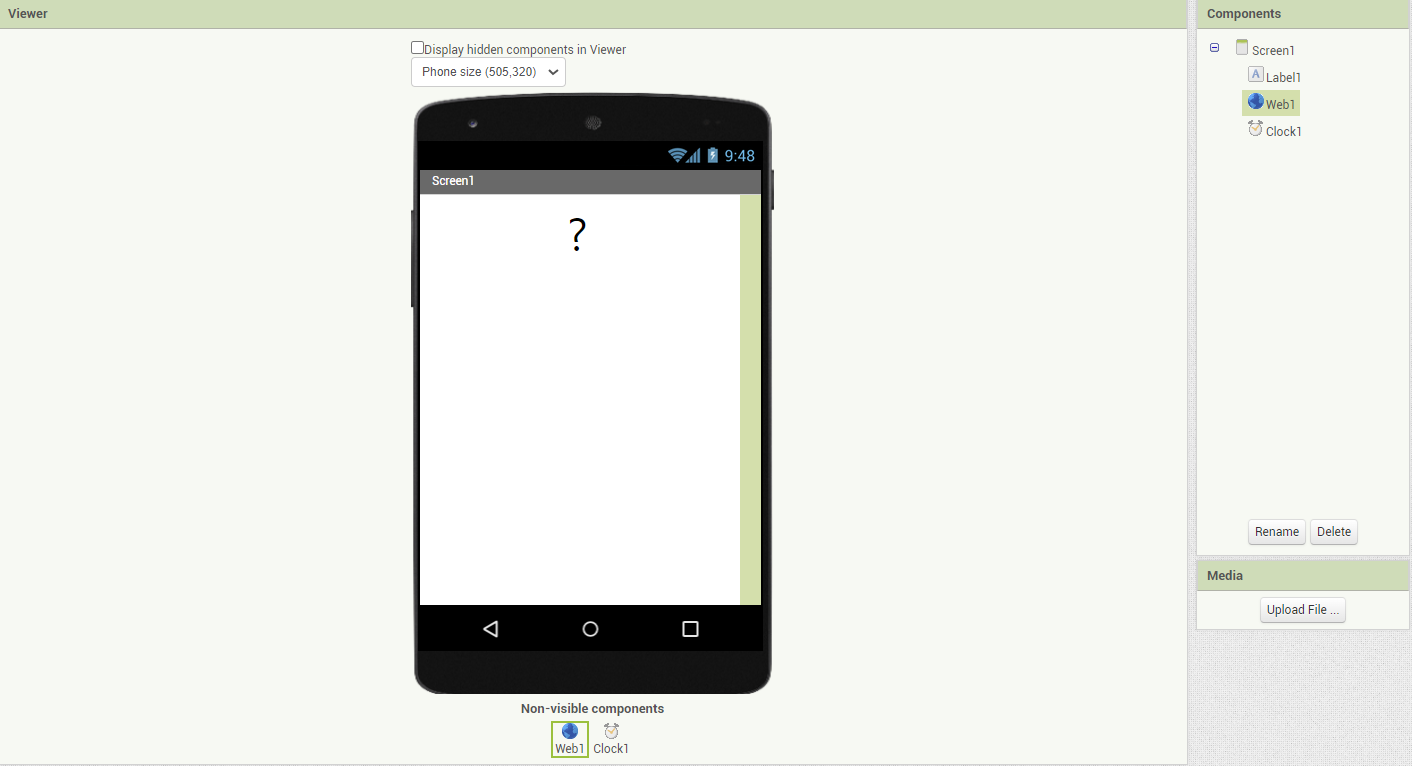 Viewer
Display hidden components in Viewer
Phone size (505,320)
9:48
Screen1
?
Non-visible components
Web1 Clock1
Components
Screen1
Label1
Web1
Clock1
Rename Delete
Media
Upload File ...